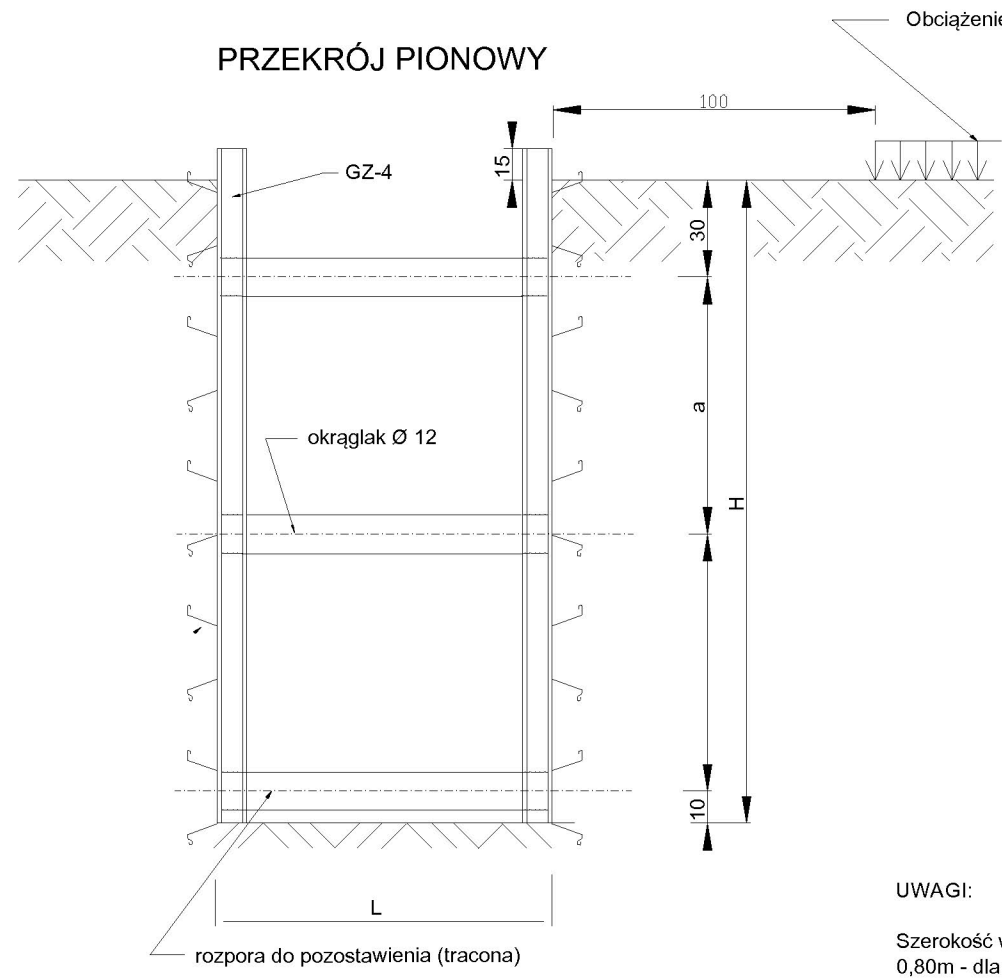 Obciążenie
PRZEKRÓJ PIONOWY
100
15
GZ-4
30
a
okrąglak Ø 12
H
10
L
rozpora do pozostawienia (tracona)
UWAGI:
Szerokość
0,80m - dla